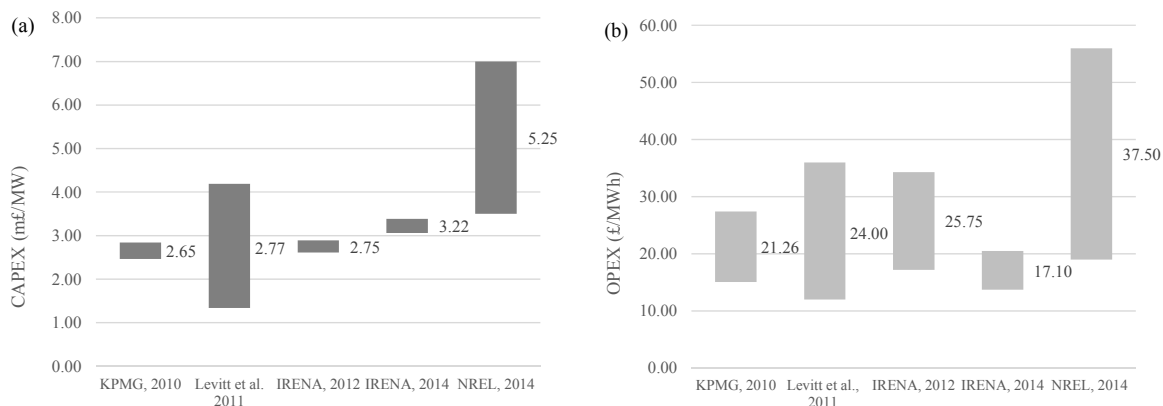 (a)
CAPEX (m£/MW)
8.00
7.00
6.00
5.00
4.00
3.00
2.00
1.00
0.00
2.65
2.77
2.75
3.22
5.25
KPMG, 2010
Levitt et al.
2011
IRENA, 2012
IRENA, 2014
NREL, 2014
(b)
OPEX (£/MWh)
60.00
50.00
40.00
30.00
20.00
10.00
0.00
21.26
24.00
25.75
17.10
37.50
KPMG, 2010
Levitt et al.,
2011
IRENA, 2012
IRENA, 2014
NREL, 2014